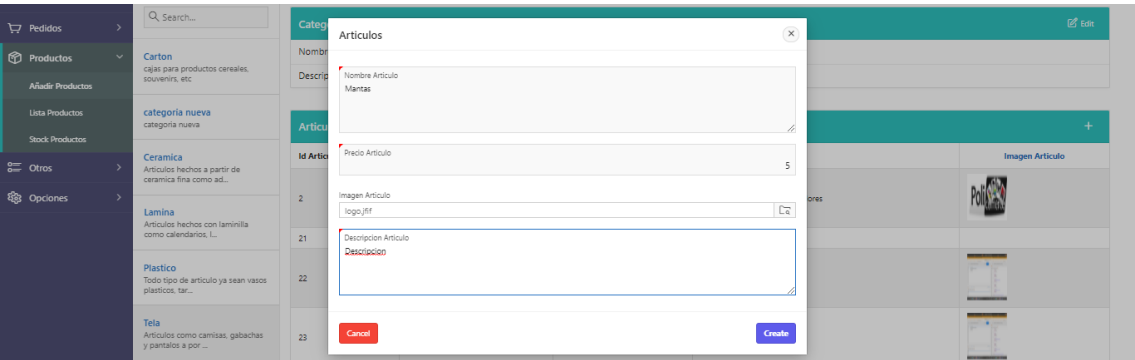 Pedidos
Productos
Añadir Productos
Lista Productos
Stock Productos
Otros
Opciones
Search...
Carton
cajas para productos cereales,
souvenirs, etc
categoría nueva
categoria nueva
Ceramica
Articulos hechos a partir de
ceramica fina como ad...
Lamina
Articulos hechos con laminilla
como calendarios, l...
Plastico
Todo tipo de articulo ya sean vasos
plasticos, tar...
Tela
Articulos como camisas, gabachas
y pantalos a por ...
Categ
Edit
Nombr
Descrip
Articu
Id Artic
Imagen Articulo
2
ores
Poli
21
22
23
Articulos
Nombre Articulo
Mantas
Precio Articulo
5
Imagen Articulo
logo.jfif
Descripcion Articulo
Descripcion
Cancel
Create